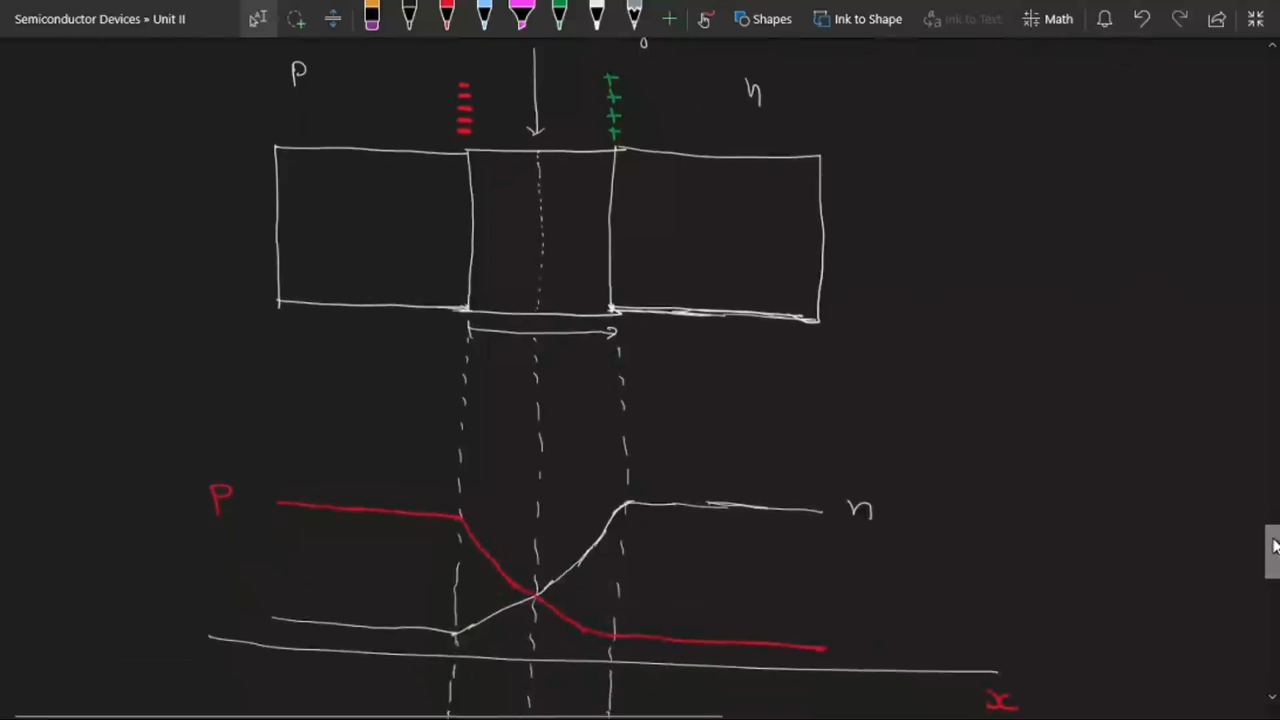 Semiconductor Devices » Unit II
Shapes
Ink to Shape
Ink to Text
Math
p
n
P
n
x